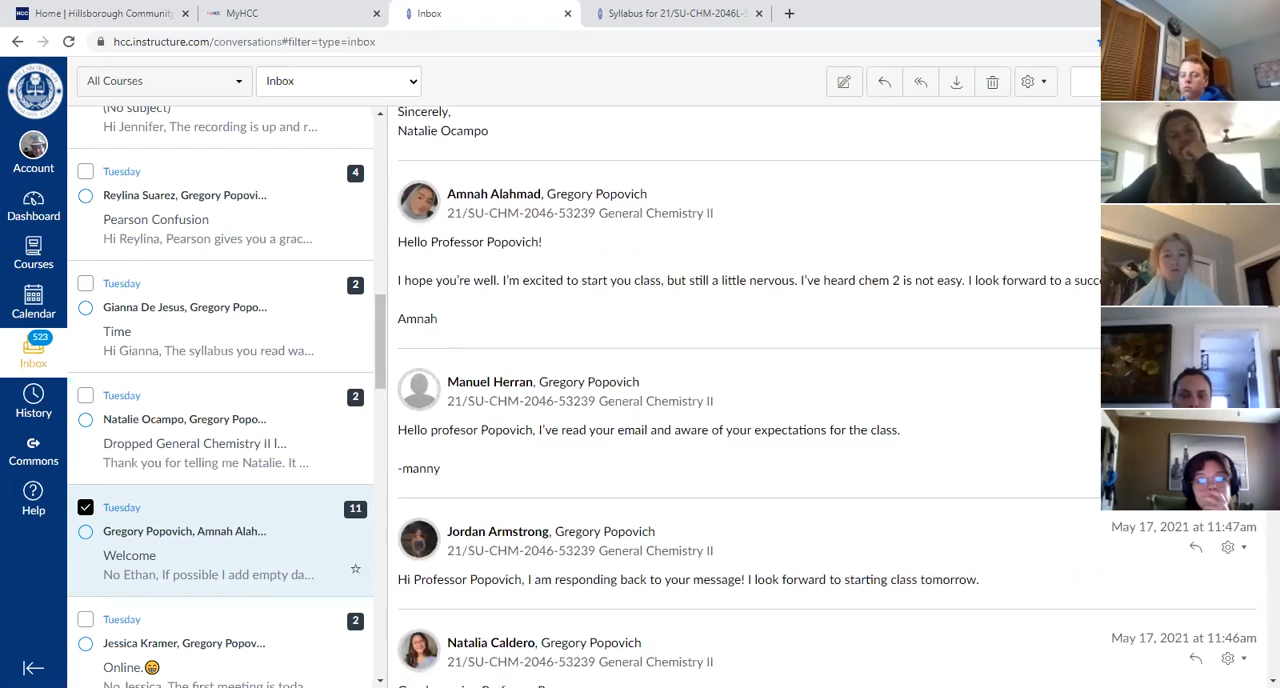 Home | Hillsborough Community
HCC MyHCC
Inbox
Syllabus for 21/SU-CHM-2046L-5
hcc.instructure.com/conversations#filter=type=inbox
All Courses
Inbox
Account
Dashboard
Courses
Calendar
523
Inbox
History
Commons
Help
(No subject)
Hi Jennifer, The recording is up and r...
Tuesday
4
Reylina Suarez, Gregory Popovi...
Pearson Confusion
Hi Reylina, Pearson gives you a grac...
Tuesday
2
Gianna De Jesus, Gregory Popo...
Time
Hi Gianna, The syllabus you read wa...
Tuesday
2
Natalie Ocampo, Gregory Popo...
Dropped General Chemistry II l...
Thank you for telling me Natalie. It ...
Tuesday
11
Gregory Popovich, Amnah Alah...
Welcome
No Ethan, If possible I add empty da...
Tuesday
2
Jessica Kramer, Gregory Popov...
Online.😄
No Jessica, The first meeting is toda
Sincerely,
Natalie Ocampo
Amnah Alahmad, Gregory Popovich
21/SU-CHM-2046-53239 General Chemistry II
Hello Professor Popovich!
I hope you're well. I'm excited to start you class, but still a little nervous. I've heard chem 2 is not easy. I look forward to a succe
Amnah
Manuel Herran, Gregory Popovich
21/SU-CHM-2046-53239 General Chemistry II
Hello profesor Popovich, I've read your email and aware of your expectations for the class.
-manny
Jordan Armstrong, Gregory Popovich
May 17, 2021 at 11:47am
21/SU-CHM-2046-53239 General Chemistry II
Hi Professor Popovich, I am responding back to your message! I look forward to starting class tomorrow.
Natalia Caldero, Gregory Popovich
May 17, 2021 at 11:46am
21/SU-CHM-2046-53239 General Chemistry II